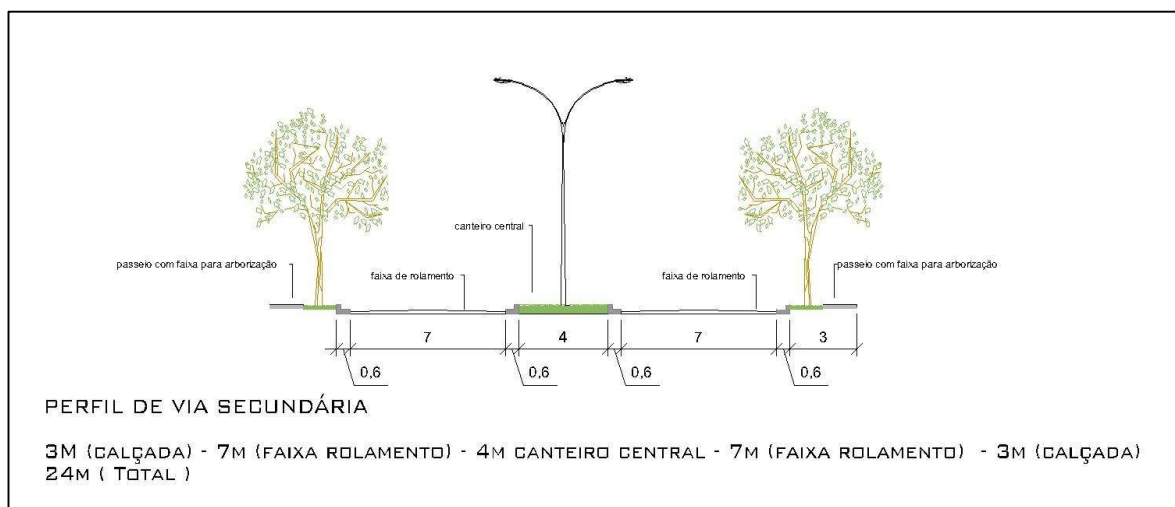 canteiro central
passeio com faixa para arborização
faixa de rolamento
faixa de rolamento
passeio com faixa para arborização
7
4
7
3
0,6
0,6
0,6
0,6
PERFIL DE VIA SECUNDÁRIA
3M (CALÇADA) - 7M (FAIXA ROLAMENTO) - 4M CANTEIRO CENTRAL - 7M (FAIXA ROLAMENTO) - 3M (CALÇADA)
24M ( TOTAL )